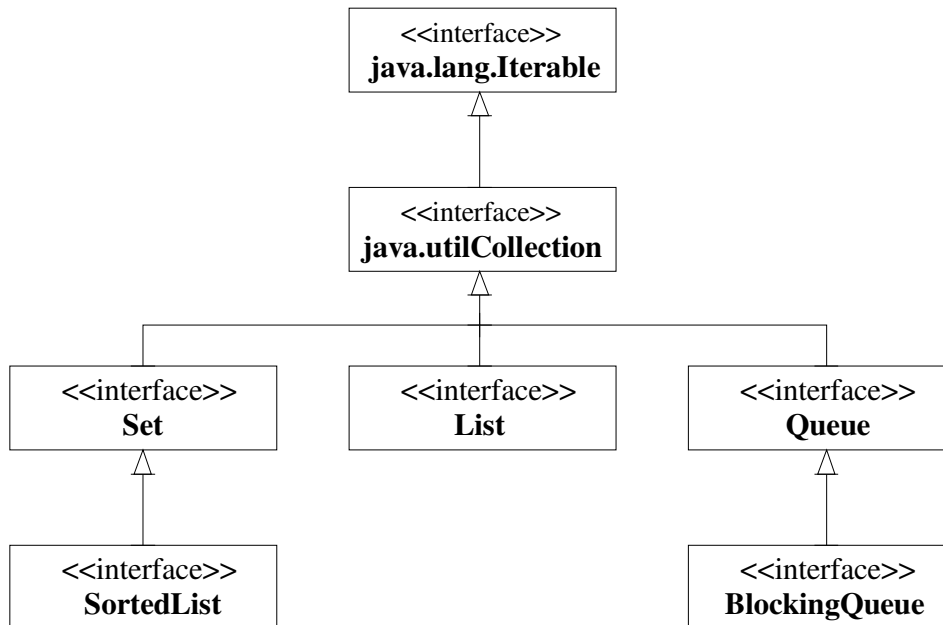 <<interface>>
java.lang.Iterable
<<interface>>
java.utilCollection
<<interface>>
Set
<<interface>>
List
<<interface>>
Queue
<<interface>>
SortedList
<<interface>>
BlockingQueue